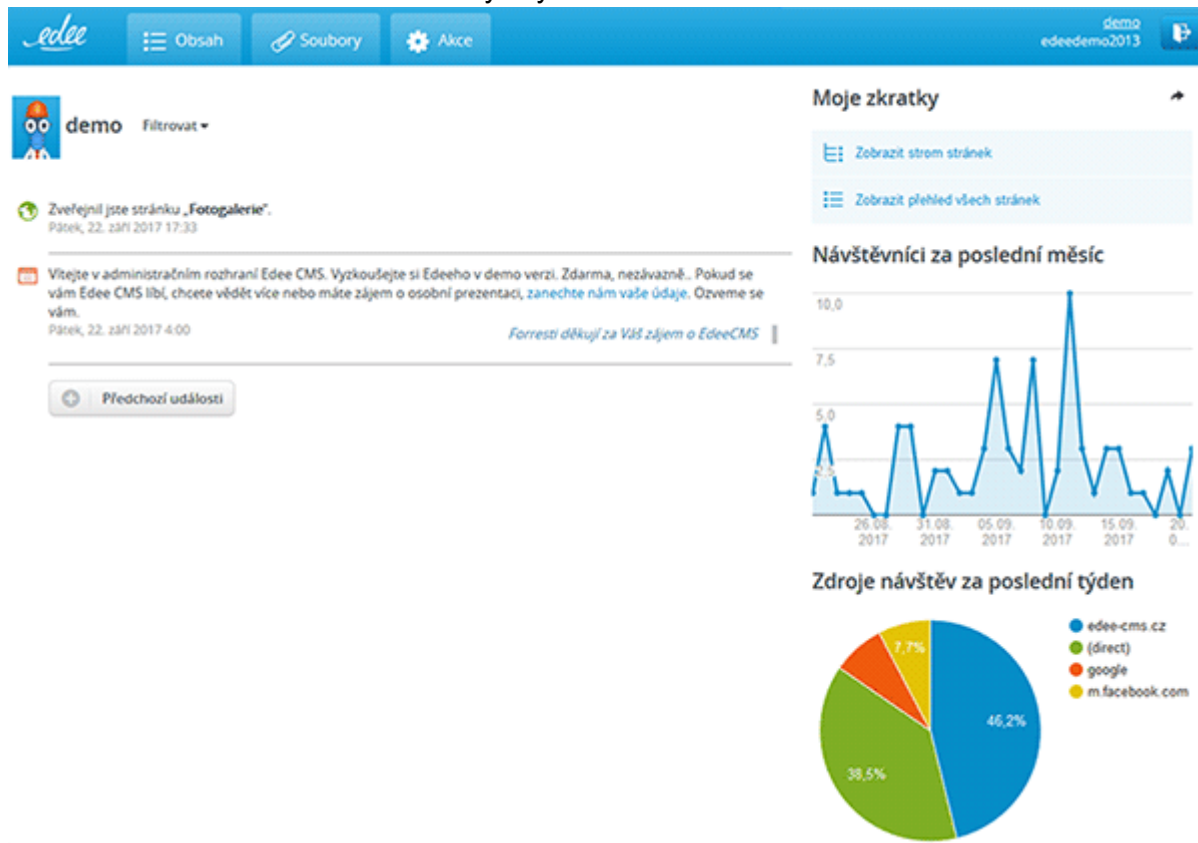 edee
Obsah
Soubory
Akce
demo
edeedemo2013
demo
Filtrovat
Zveřejnil jste stránku „Fotogalerie“.
Pátek, 22. září 2017 17:33
Vítejte v administračním rozhraní Edee CMS. Vyzkoušejte si Edeeho v demo verzi. Zdarma, nezávazně.. Pokud se
vám Edee CMS líbí, chcete vědět více nebo máte zájem o osobní prezentaci, zanechte nám vaše údaje. Ozveme se
vám.
Pátek, 22. září 2017 4:00
Forresti děkují za Váš zájem o EdeeCMS
Předchozí události
Moje zkratky
Zobrazit strom stránek
Zobrazit přehled všech stránek
Návštěvníci za poslední měsíc
10,0
7,5
5,0
2,5
26.08. 31.08. 05.09. 10.09. 15.09. 20.
2017 2017 2017 2017 2017 0...
Zdroje návštěv za poslední týden
edee-cms.cz
(direct)
google
m.facebook.com
7,7%
46,2%
38,5%